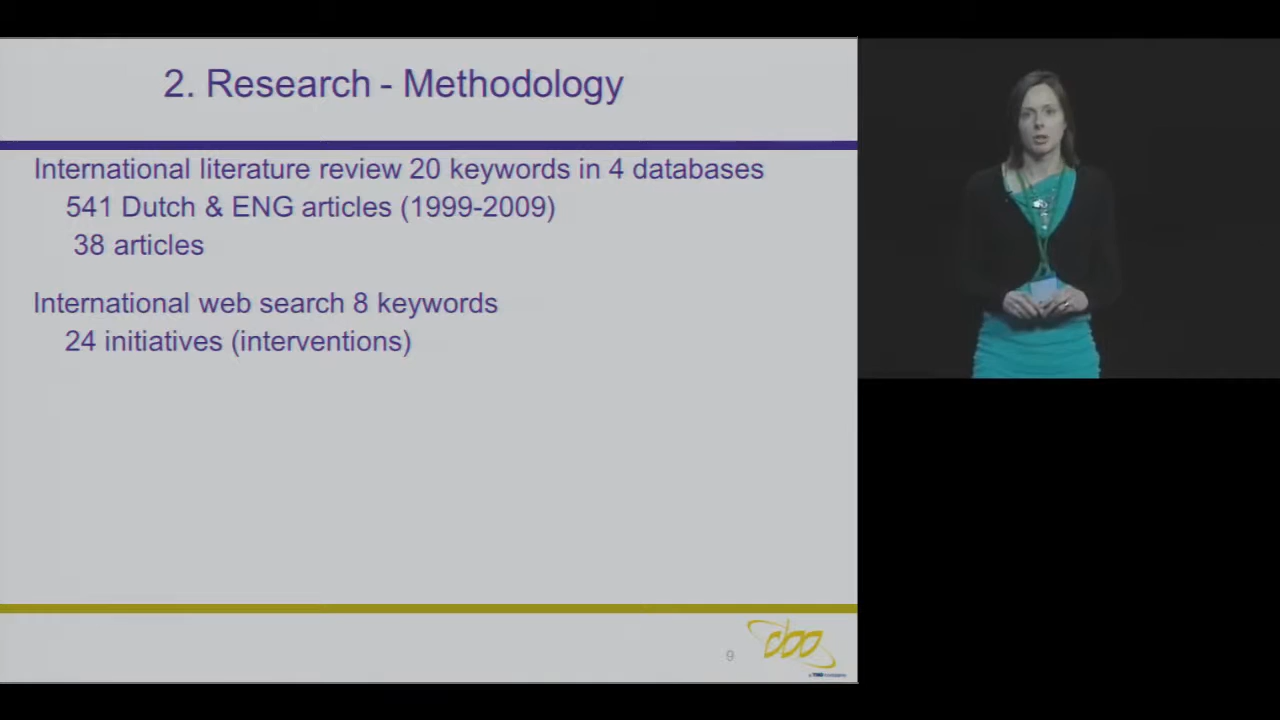 2. Research - Methodology
International literature review 20 keywords in 4 databases
541 Dutch & ENG articles (1999-2009)
38 articles
International web search 8 keywords
24 initiatives (interventions)
9
cbo